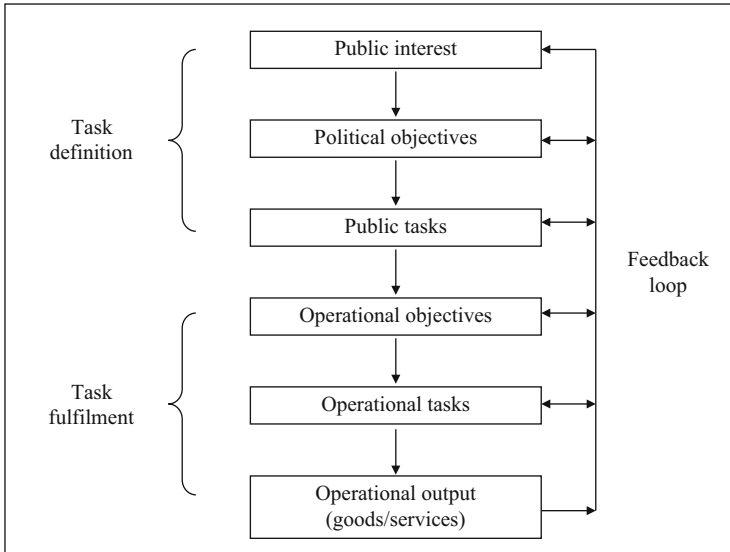 Public interest
Task
definition
Political objectives
Public tasks
Feedback
loop
Operational objectives
Task
fulfilment
Operational tasks
Operational output
(goods/services)